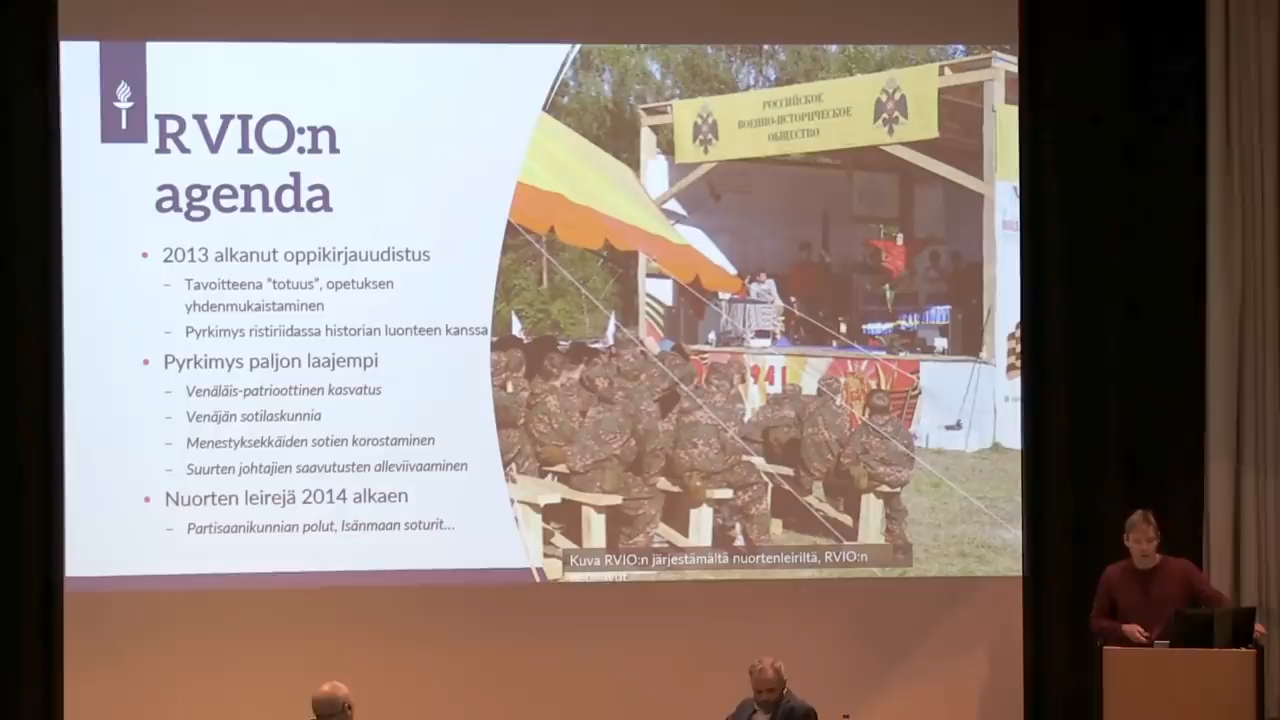 RVIO:n
agenda
• 2013 alkanut oppikirjauudistus
– Tavoitteena "totuus", opetuksen
yhdenmukaistaminen
– Pyrkimys ristiriidassa historian luonteen kanssa
• Pyrkimys paljon laajempi
– Venäläis-patrioottinen kasvatus
– Venäjän sotilaskunnia
– Menestyksekkäiden sotien korostaminen
– Suurten johtajien saavutusten alleviivaaminen
• Nuorten leirejä 2014 alkaen
– Partisaanikunnian polut, Isänmaan soturit...
РОССИЙСКОЕ
ВОЕННО-ИСТОРИЧЕСКОЕ
ОБЩЕСТВО
Kuva RVIO:n järjestämältä nuortenleiriltä, RVIO:n